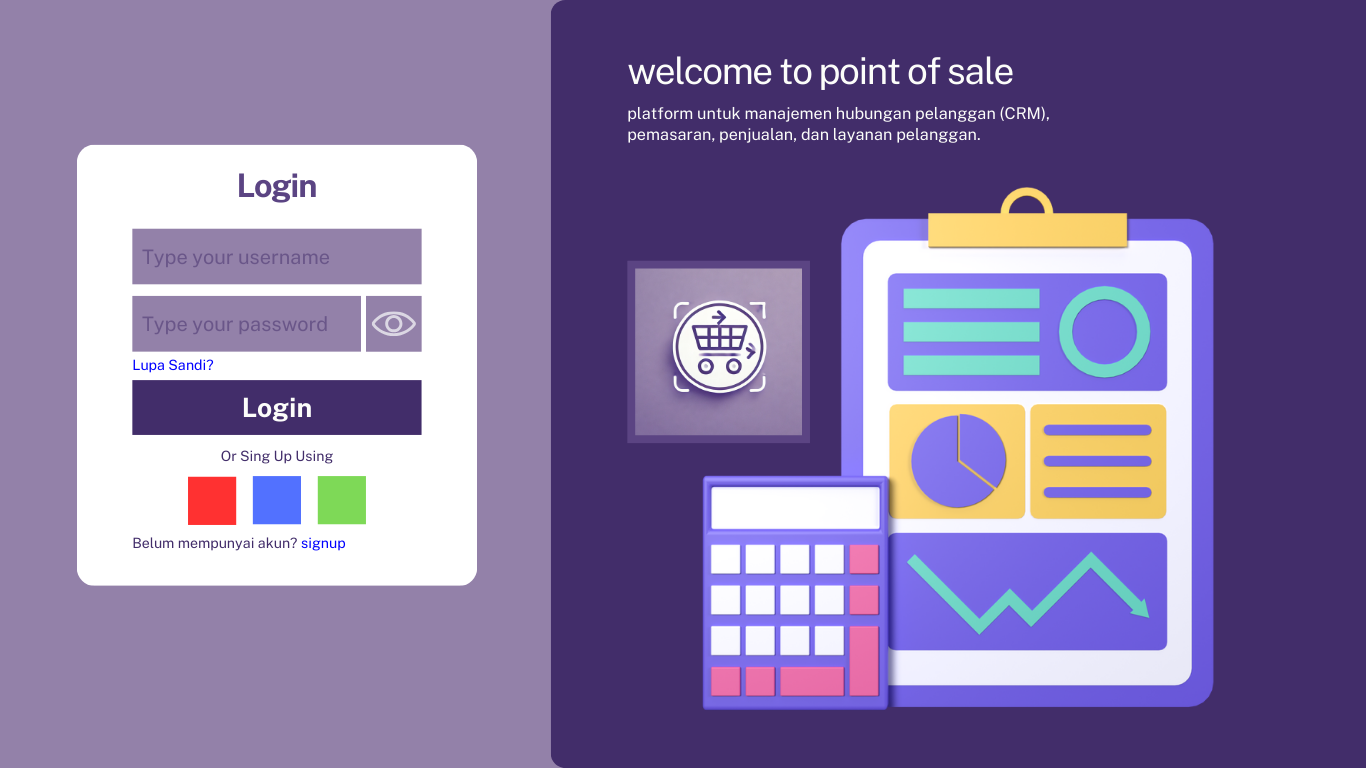 Login
Type your username
Type your password
Lupa Sandi?
Login
Or Sing Up Using
Belum mempunyai akun? signup
welcome to point of sale
platform untuk manajemen hubungan pelanggan (CRM),
pemasaran, penjualan, dan layanan pelanggan.